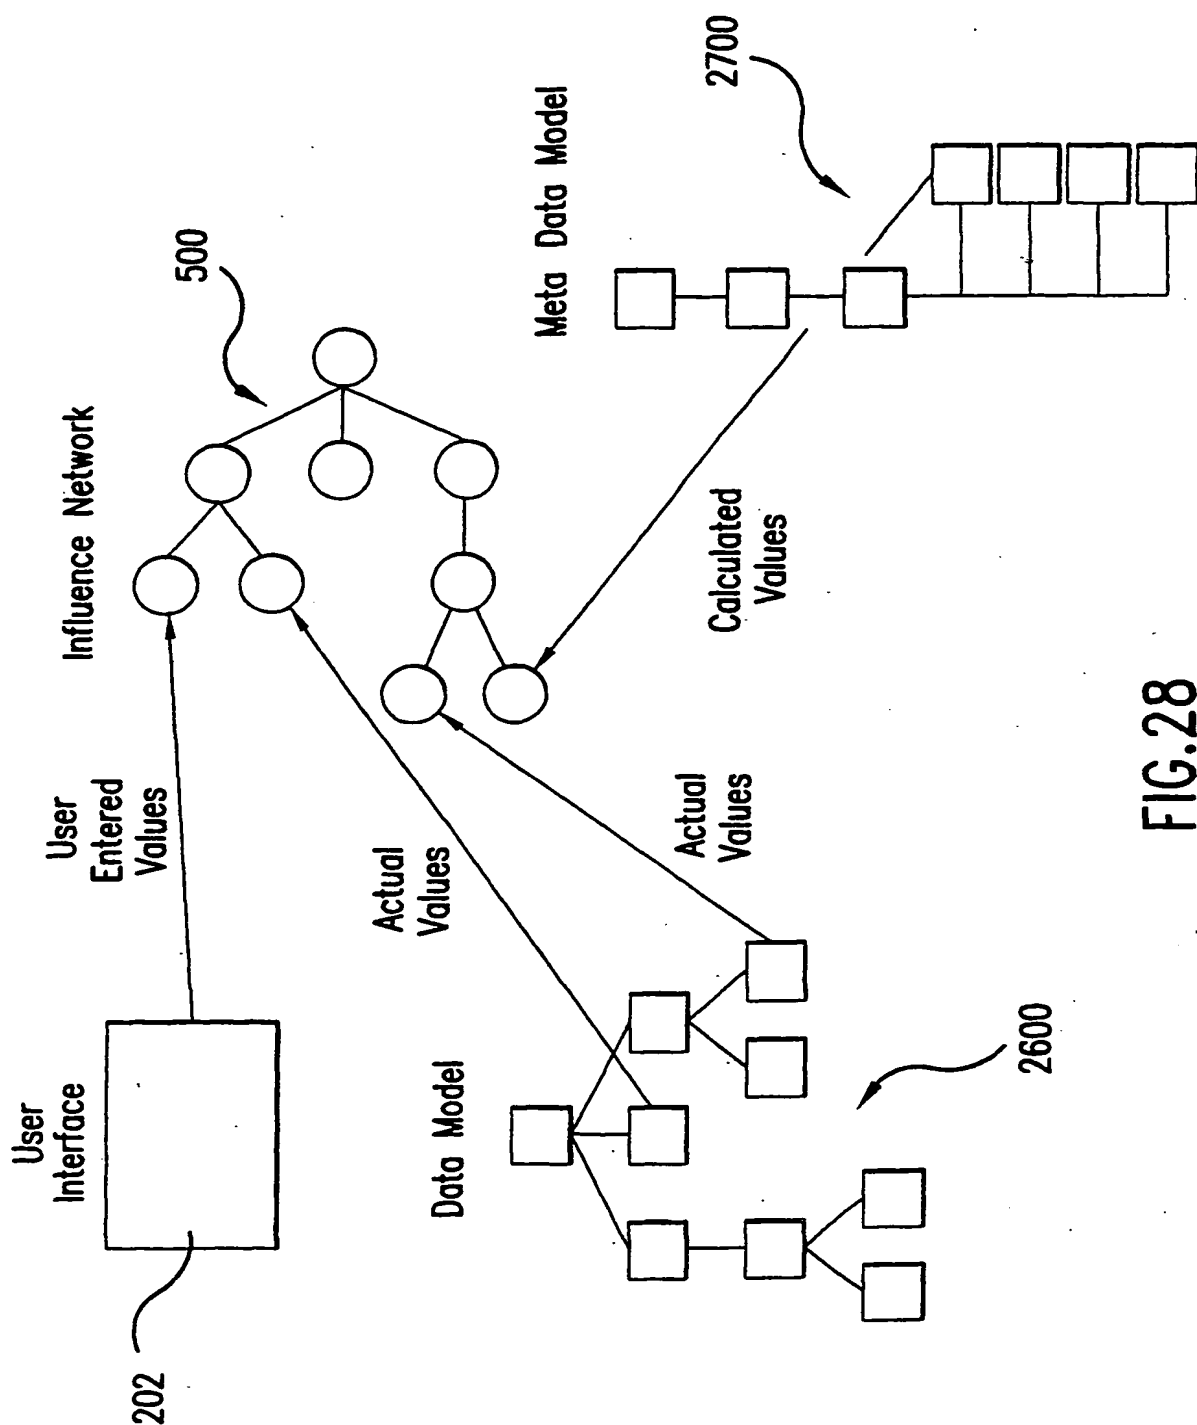 User
Interface
202
User
Entered
Values
Influence Network
500
Data Model
2600
Actual
Values
Actual
Values
Calculated
Values
Meta Data Model
2700
FIG.28